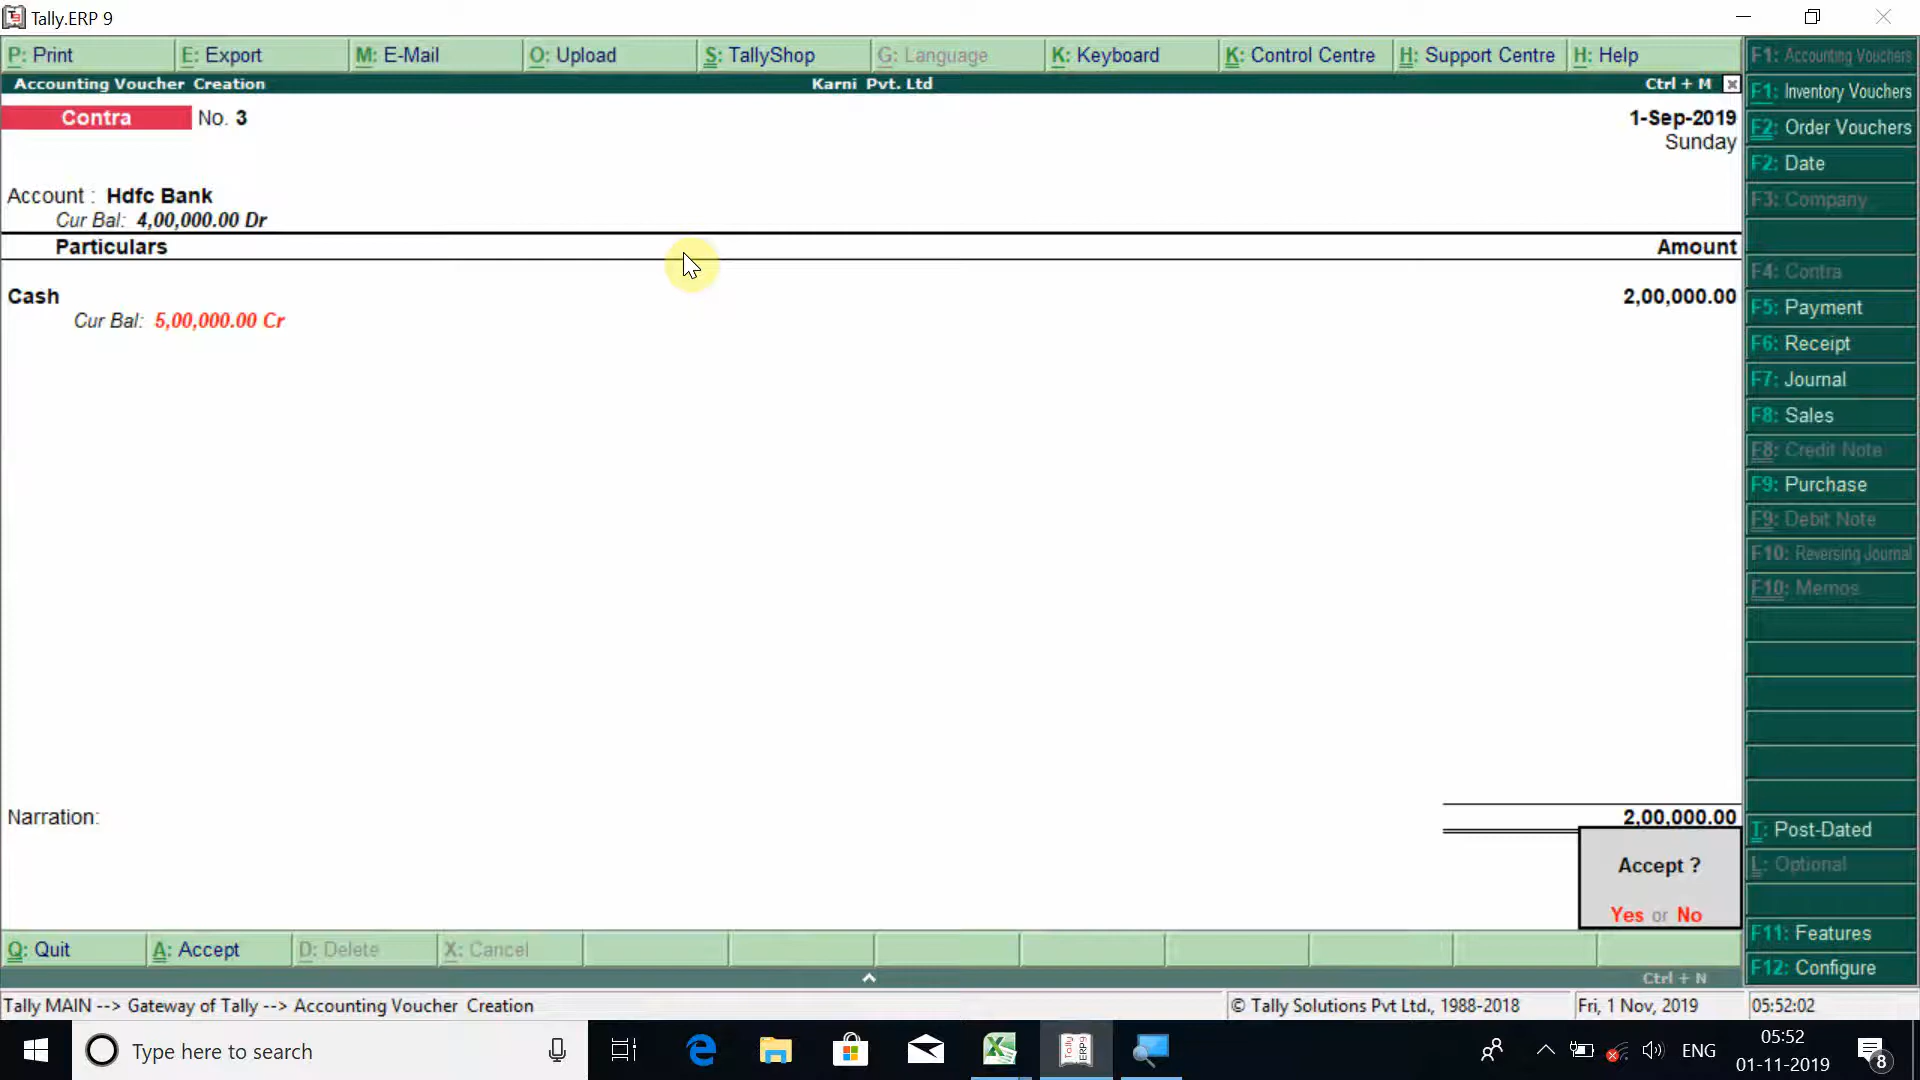 Tally.ERP 9
P: Print
E: Export
M: E-Mail
O: Upload
S: TallyShop
G: Language
K: Keyboard
K: Control Centre
H: Support Centre
H: Help
Accounting Voucher Creation
Karni Pvt. Ltd
Ctrl + M
Contra No. 3
1-Sep-2019
Sunday
Account : Hdfc Bank
Cur Bal: 4,00,000.00 Dr
Particulars
Amount
Cash
2,00,000.00
Cur Bal: 5,00,000.00 Cr
Narration:
2,00,000.00
Accept ?
Yes or No
F1: Accounting Vouchers
F1: Inventory Vouchers
F2: Order Vouchers
F2: Date
F3: Company
F4: Contra
F5: Payment
F6: Receipt
F7: Journal
F8: Sales
F8: Credit Note
F9: Purchase
F9: Debit Note
F10: Reversing Journal
F10: Memos
T: Post-Dated
L: Optional
F11: Features
F12: Configure
Q: Quit
A: Accept
D: Delete
X: Cancel
Ctrl + N
Tally MAIN --> Gateway of Tally --> Accounting Voucher Creation
© Tally Solutions Pvt Ltd., 1988-2018
Fri, 1 Nov, 2019
05:52:02
Type here to search
Tally ERP9
ENG
05:52
01-11-2019
8